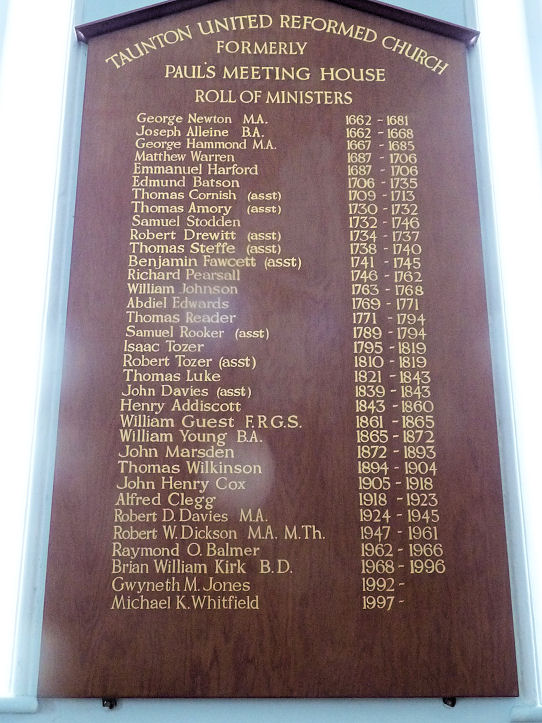 TAUNTON UNITED REFORMED CHURCH
FORMERLY
PAUL'S MEETING HOUSE
ROLL OF MINISTERS
George Newton M.A. 1662 - 1681
Joseph Alleine B.A. 1662 - 1668
George Hammond M.A. 1667 - 1685
Matthew Warren 1687 - 1706
Emmanuel Harford 1687 - 1706
Edmund Batson 1706 - 1735
Thomas Cornish (asst) 1709 - 1713
Thomas Amory (asst) 1730 - 1732
Samuel Stodden 1732 - 1746
Robert Drewitt (asst) 1734 - 1737
Thomas Steffe (asst) 1738 - 1740
Benjamin Fawcett (asst) 1741 - 1745
Richard Pearsall 1746 - 1762
William Johnson 1763 - 1768
Abdiel Edwards 1769 - 1771
Thomas Reader 1771 - 1794
Samuel Rooker (asst) 1789 - 1794
Isaac Tozer 1795 - 1819
Robert Tozer (asst) 1810 - 1819
Thomas Luke 1821 - 1843
John Davies (asst) 1839 - 1843
Henry Addiscott 1843 - 1860
William Guest F.R.G.S. 1861 - 1865
William Young B.A. 1865 - 1872
John Marsden 1872 - 1893
Thomas Wilkinson 1894 - 1904
John Henry Cox 1905 - 1918
Alfred Clegg 1918 - 1923
Robert D. Davies M.A. 1924 - 1945
Robert W. Dickson M.A. M.Th. 1947 - 1961
Raymond O. Balmer 1962 - 1966
Brian William Kirk B.D. 1968 - 1996
Gwyneth M. Jones 1992 -
Michael K. Whitfield 1997 -